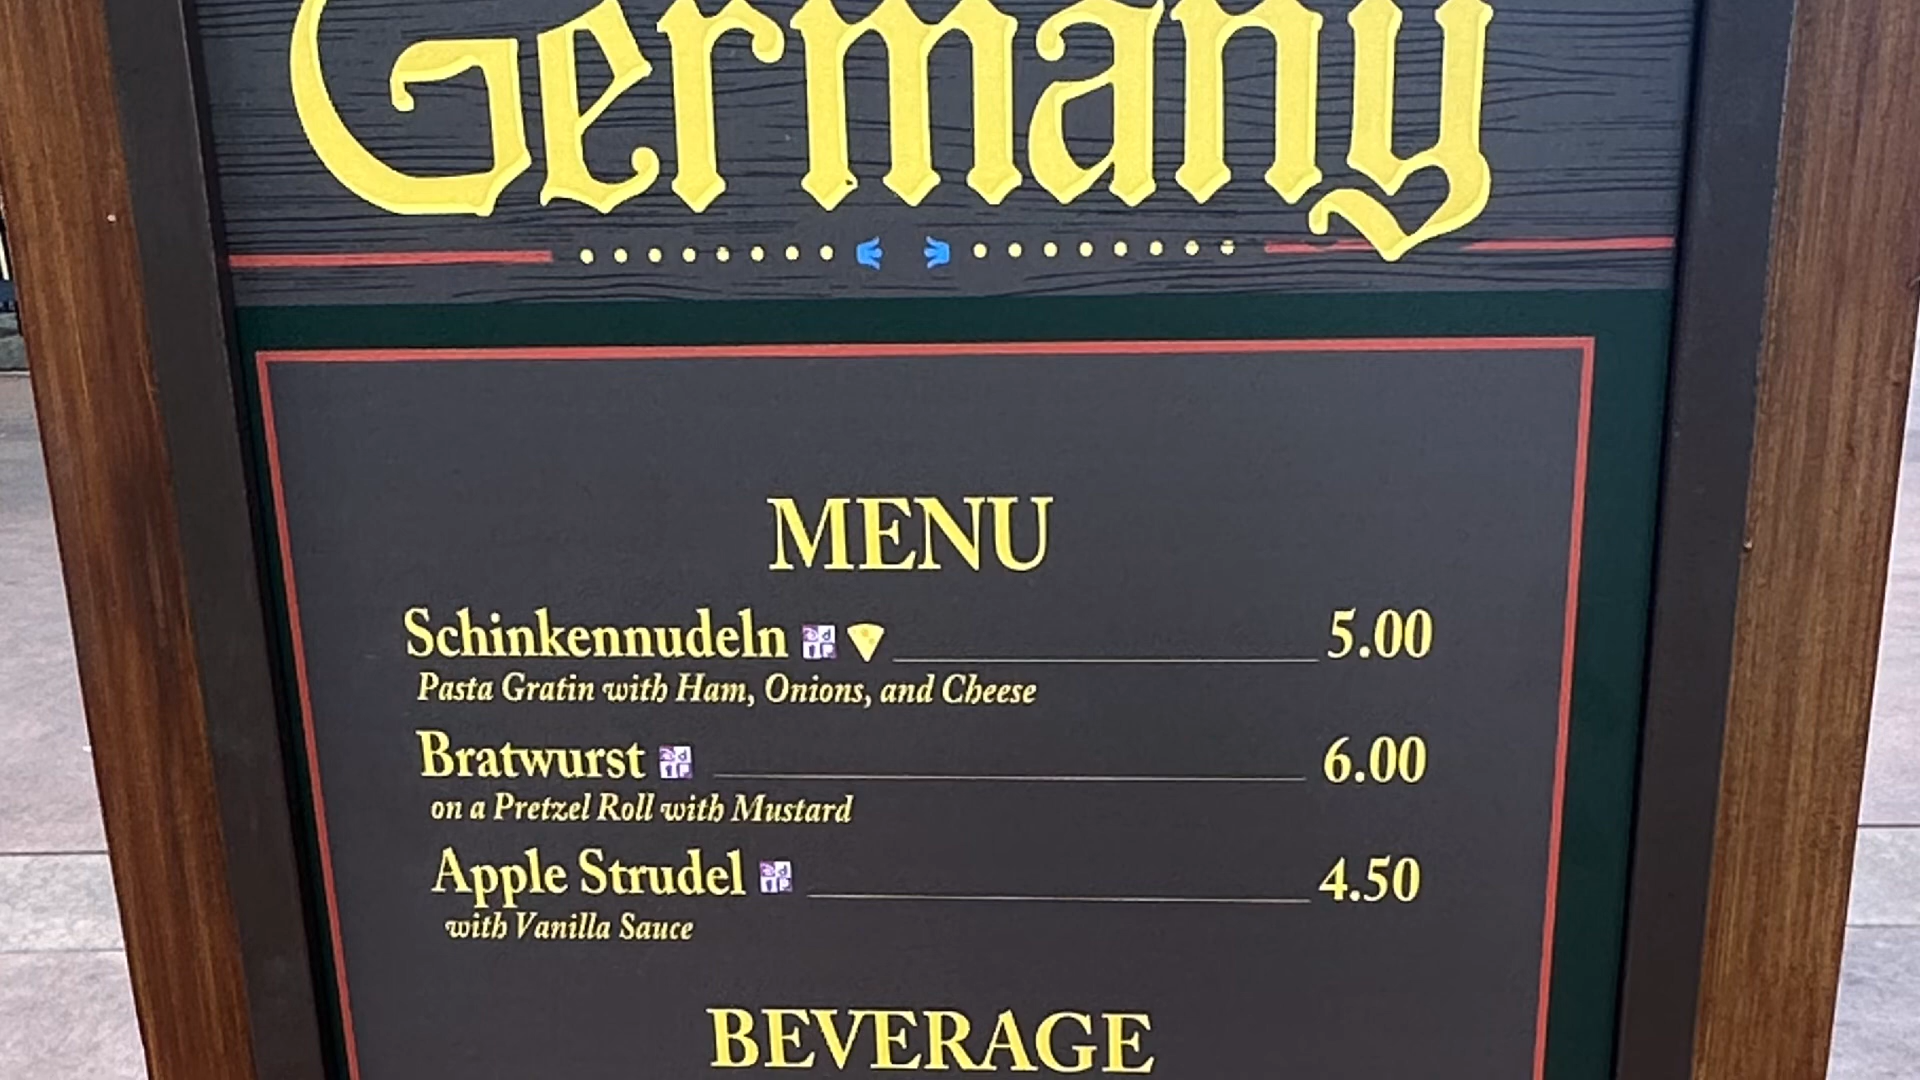 Germany
MENU
Schinkennudeln 5.00
Pasta Gratin with Ham, Onions, and Cheese
Bratwurst 6.00
on a Pretzel Roll with Mustard
Apple Strudel 4.50
with Vanilla Sauce
BEVERAGE